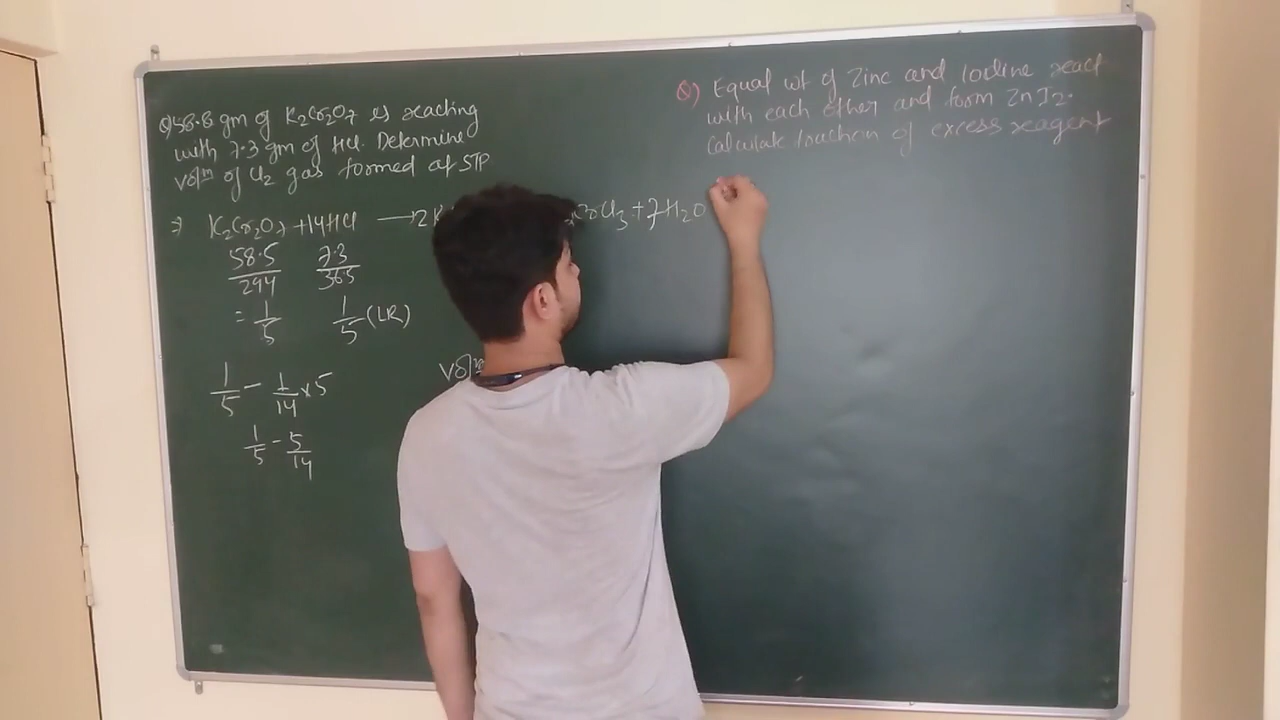 Q) 58.8 gm of K2Cr2O7 is reacting
with 7.3 gm of HCl. Determine
vol^m of Cl2 gas formed at STP
=> K2Cr2O7 + 14HCl → 2K CrCl3 + 7H2O
58.5/294 7.3/365
= 1/5 1/5 (LR)
1/5 - 1/14 × 5
1/5 - 5/14
vol^m
Q) Equal wt of Zinc and Iodine react
with each other and form ZnI2.
Calculate fraction of excess reagent